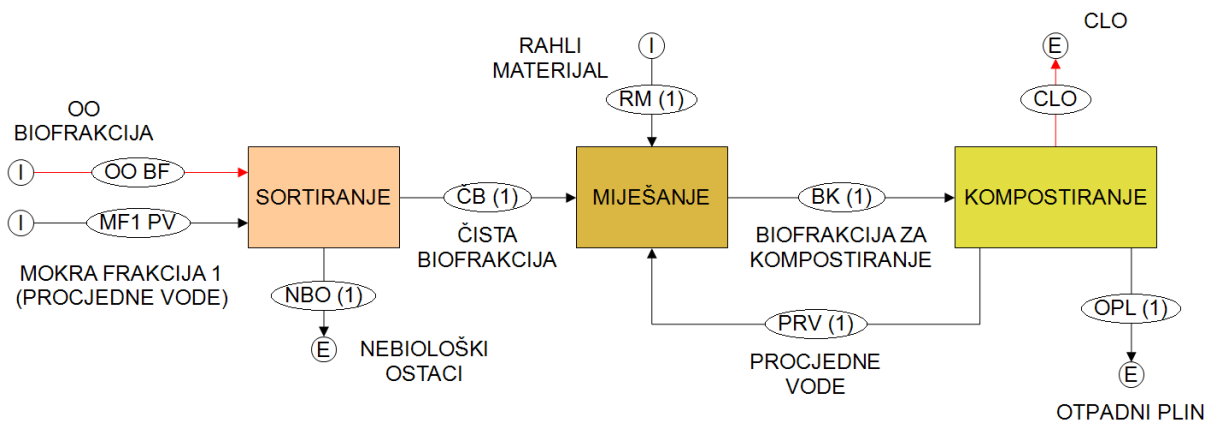 CLO
E
RAHLI
MATERIJAL
I
RM (1)
CLO
OO
BIOFRAKCIJA
I
OO BF
SORTIRANJE
ČB (1)
MIJEŠANJE
BK (1)
KOMPOSTIRANJE
I
MF1 PV
ČISTA
BIOFRAKCIJA
BIOFRAKCIJA ZA
KOMPOSTIRANJE
MOKRA FRAKCIJA 1
(PROCJEDNE VODE)
NBO (1)
E
NEBIOLOŠKI
OSTACI
PRV (1)
PROCJEDNE
VODE
OPL (1)
E
OTPADNI PLIN